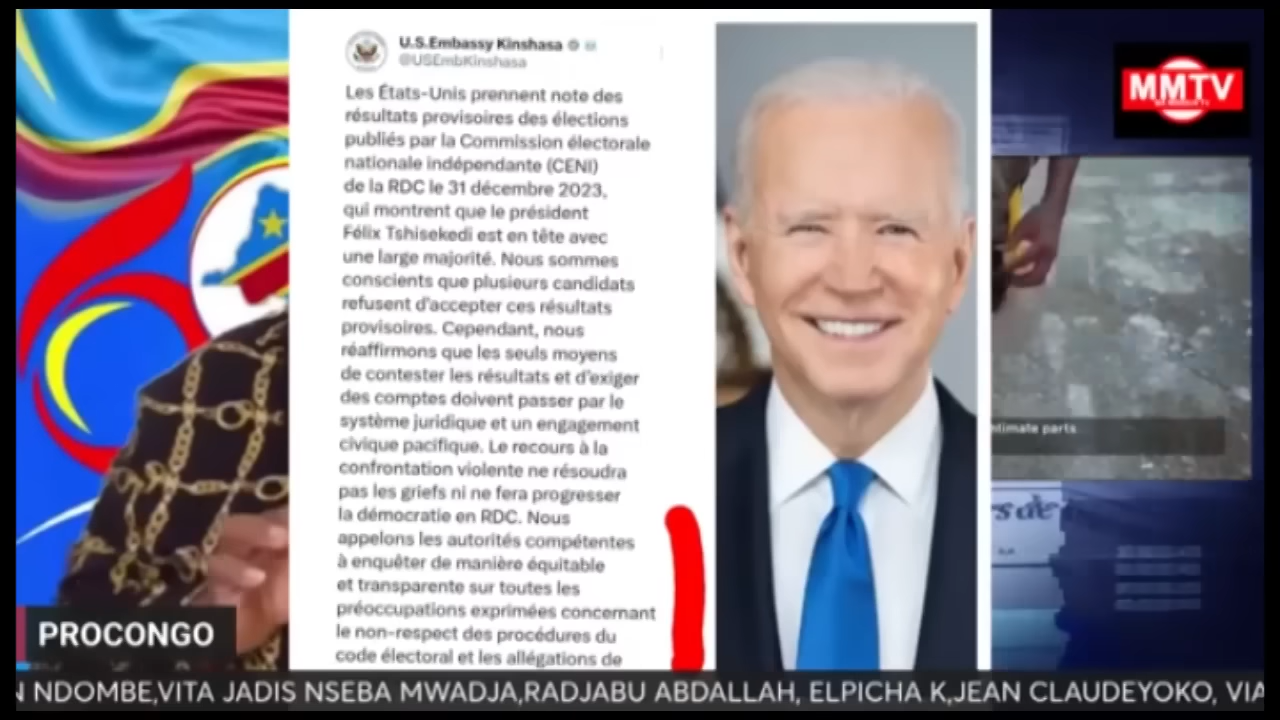 U.S.Embassy Kinshasa
@USEmbKinshasa
Les États-Unis prennent note des
résultats provisoires des élections
publiés par la Commission électorale
nationale indépendante (CENI)
de la RDC le 31 décembre 2023,
qui montrent que le président
Félix Tshisekedi est en tête avec
une large majorité. Nous sommes
conscients que plusieurs candidats
refusent d'accepter ces résultats
provisoires. Cependant, nous
réaffirmons que les seuls moyens
de contester les résultats et d'exiger
des comptes doivent passer par le
système juridique et un engagement
civique pacifique. Le recours à la
confrontation violente ne résoudra
pas les griefs ni ne fera progresser
la démocratie en RDC. Nous
appelons les autorités compétentes
à enquêter de manière équitable
et transparente sur toutes les
préoccupations exprimées concernant
le non-respect des procédures du
code électoral et les allégations de
MMTV
ntimate parts
PROCONGO
N NDOMBE,VITA JADIS NSEBA MWADJA,RADJABU ABDALLAH, ELPICHA K,JEAN CLAUDEYOKO, VIA